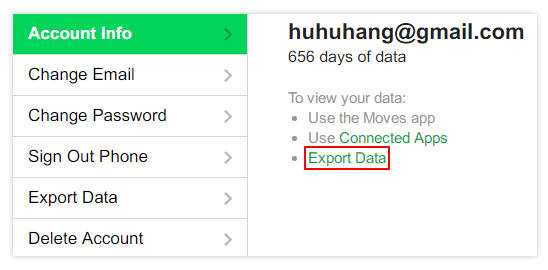 Account Info
Change Email
Change Password
Sign Out Phone
Export Data
Delete Account
huhuhang@gmail.com
656 days of data
To view your data:
Use the Moves app
Use Connected Apps
Export Data